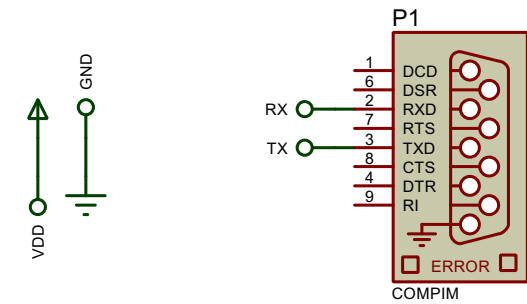 P1
GND
VDD
1 DCD
6 DSR
RX 2 RXD
7 RTS
TX 3 TXD
8 CTS
4 DTR
9 RI
ERROR
COMPIM